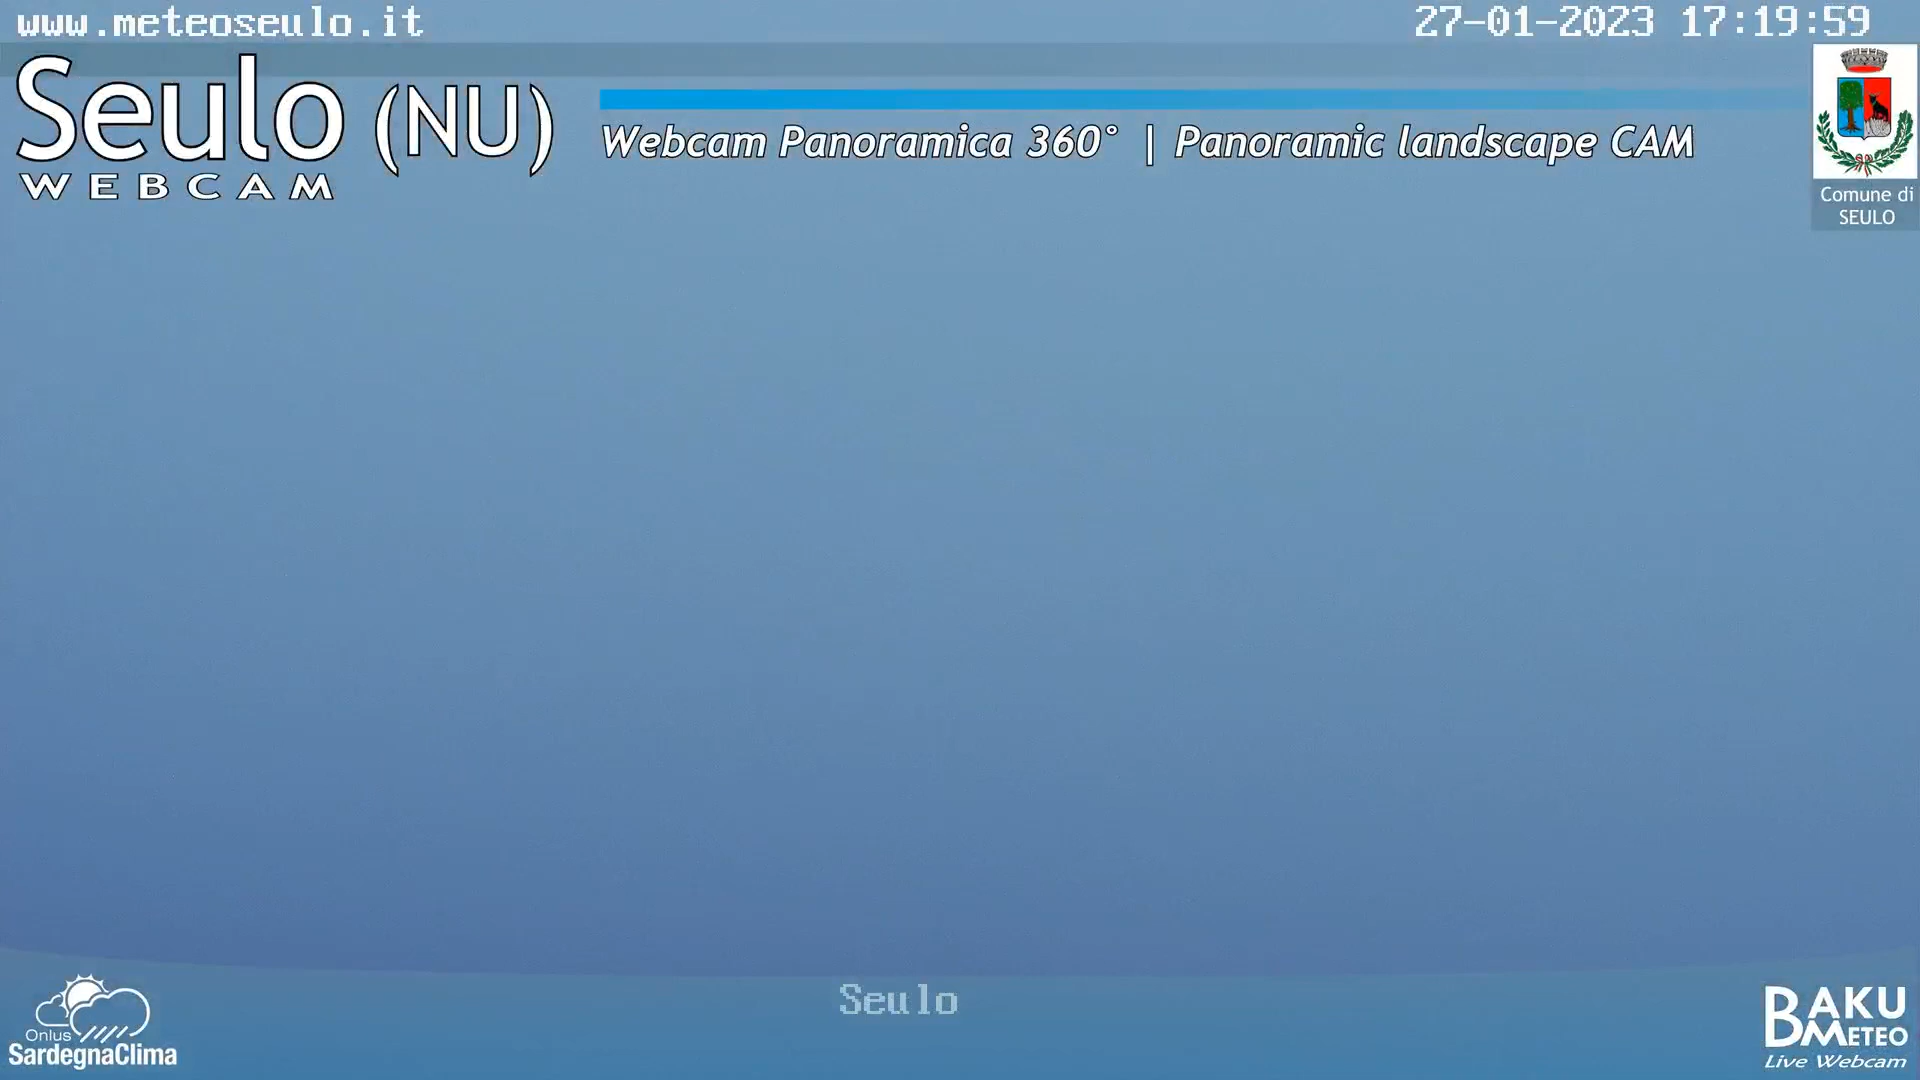 www.meteoseulo.it
27-01-2023 17:19:59
Seulo (NU)
WEBCAM
Webcam Panoramica 360° | Panoramic landscape CAM
Comune di
SEULO
Seulo
Onlus
SardegnaClima
BAKU
METEO
Live Webcam